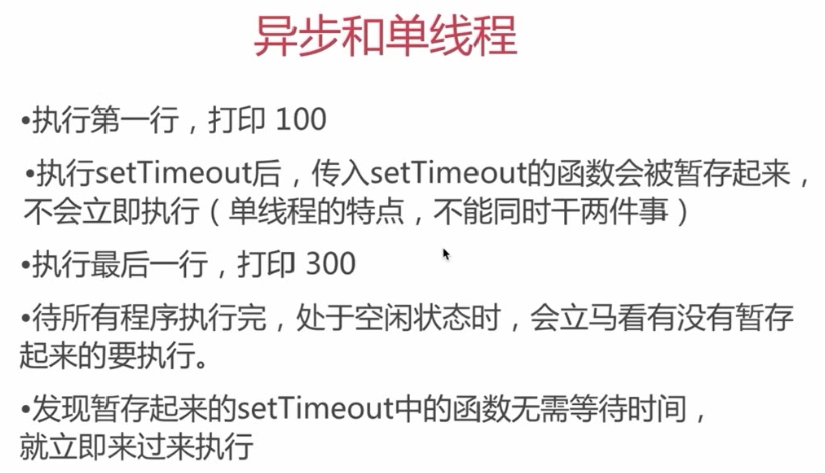 异步和单线程
•执行第一行，打印 100
•执行setTimeout后，传入setTimeout的函数会被暂存起来，
不会立即执行（单线程的特点，不能同时干两件事）
•执行最后一行，打印 300
•待所有程序执行完，处于空闲状态时，会立马看有没有暂存
起来的要执行。
•发现暂存起来的setTimeout中的函数无需等待时间，
就立即来过来执行